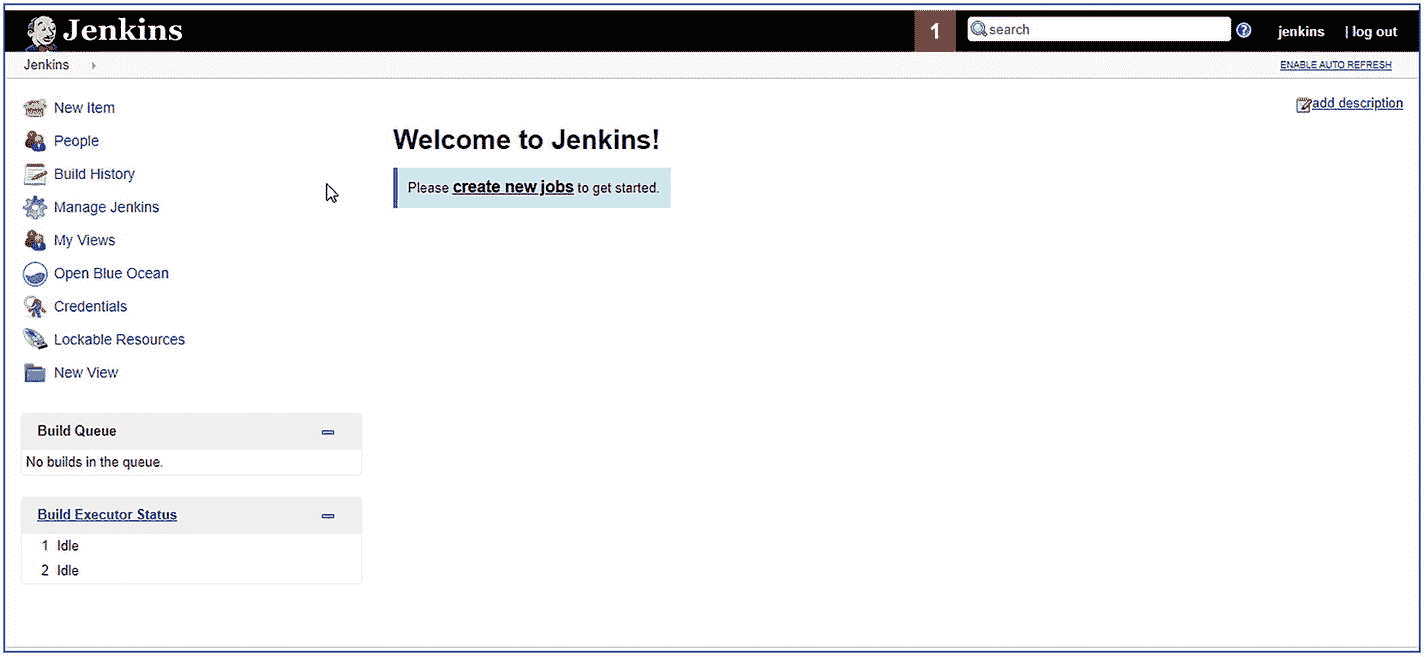 Jenkins
1
search
jenkins
| log out
Jenkins
ENABLE AUTO REFRESH
New Item
People
Build History
Manage Jenkins
My Views
Open Blue Ocean
Credentials
Lockable Resources
New View
add description
Welcome to Jenkins!
Please create new jobs to get started.
Build Queue
No builds in the queue.
Build Executor Status
1 Idle
2 Idle